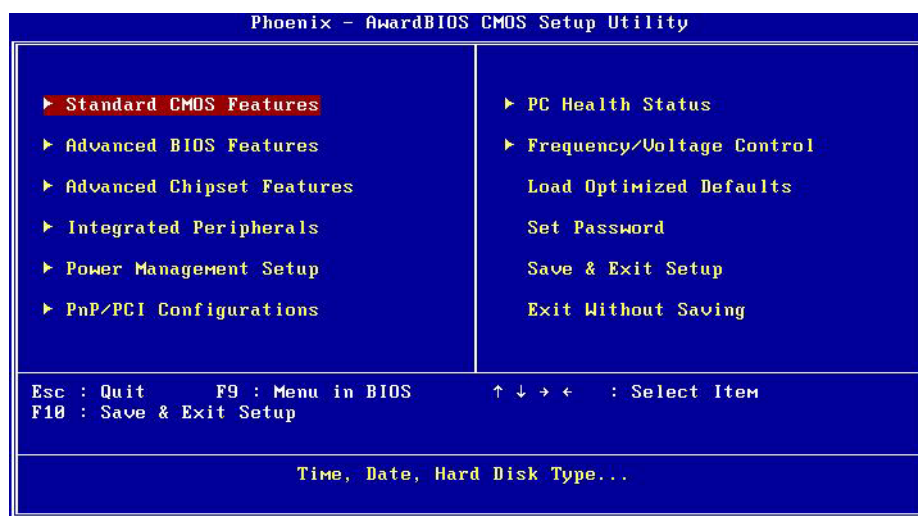 Phoenix - AwardBIOS CMOS Setup Utility
Standard CMOS Features
Advanced BIOS Features
Advanced Chipset Features
Integrated Peripherals
Power Management Setup
PnP/PCI Configurations
PC Health Status
Frequency/Voltage Control
Load Optimized Defaults
Set Password
Save & Exit Setup
Exit Without Saving
Esc : Quit F9 : Menu in BIOS ↑ ↓ → ← : Select Item
F10 : Save & Exit Setup
Time, Date, Hard Disk Type...